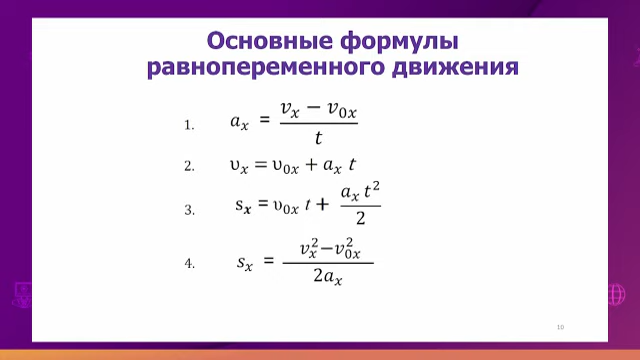 Основные формулы
равнопеременного движения
1. aₓ = (vₓ − v₀ₓ) / t
2. υₓ = υ₀ₓ + aₓ t
3. sₓ = υ₀ₓ t + aₓ t² / 2
4. sₓ = (vₓ² − v₀ₓ²) / 2aₓ
10